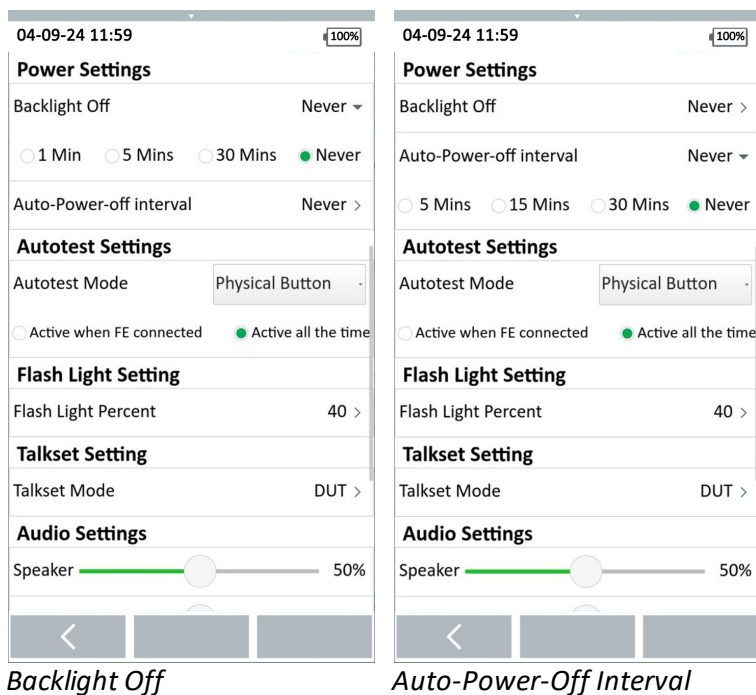 04-09-24 11:59 100%
Power Settings
Backlight Off Never
1 Min 5 Mins 30 Mins Never
Auto-Power-off interval Never
Autotest Settings
Autotest Mode Physical Button
Active when FE connected Active all the time
Flash Light Setting
Flash Light Percent 40
Talkset Setting
Talkset Mode DUT
Audio Settings
Speaker 50%
Backlight Off
04-09-24 11:59 100%
Power Settings
Backlight Off Never
Auto-Power-off interval Never
5 Mins 15 Mins 30 Mins Never
Autotest Settings
Autotest Mode Physical Button
Active when FE connected Active all the time
Flash Light Setting
Flash Light Percent 40
Talkset Setting
Talkset Mode DUT
Audio Settings
Speaker 50%
Auto-Power-Off Interval